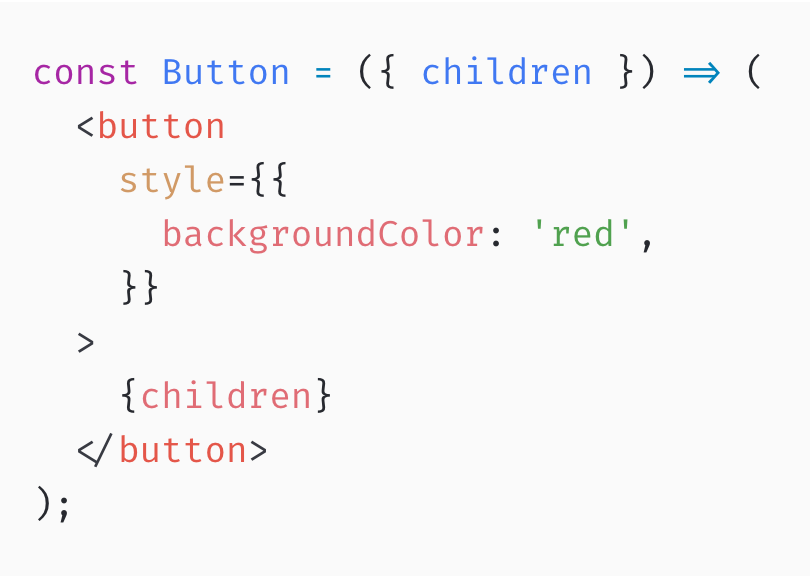 const Button = ({ children }) => (
  <button
    style={{
      backgroundColor: 'red',
    }}
  >
    {children}
  </button>
);